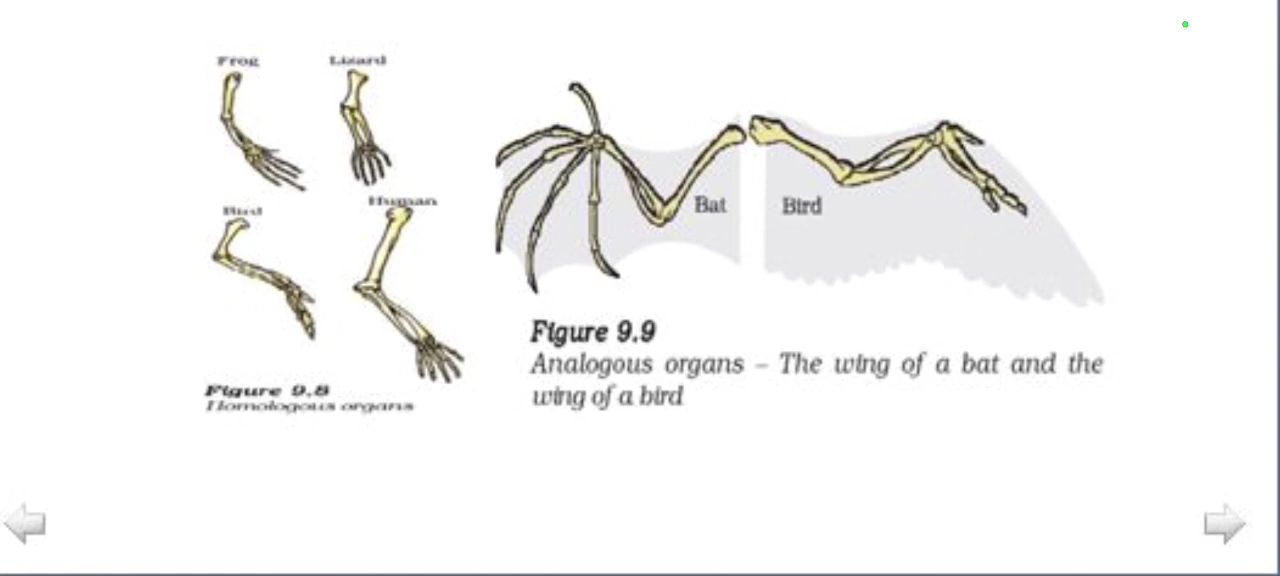 Frog
Lizard
Bird
Human
Figure 9.8
Homologous organs
Bat
Bird
Figure 9.9
Analogous organs – The wing of a bat and the
wing of a bird